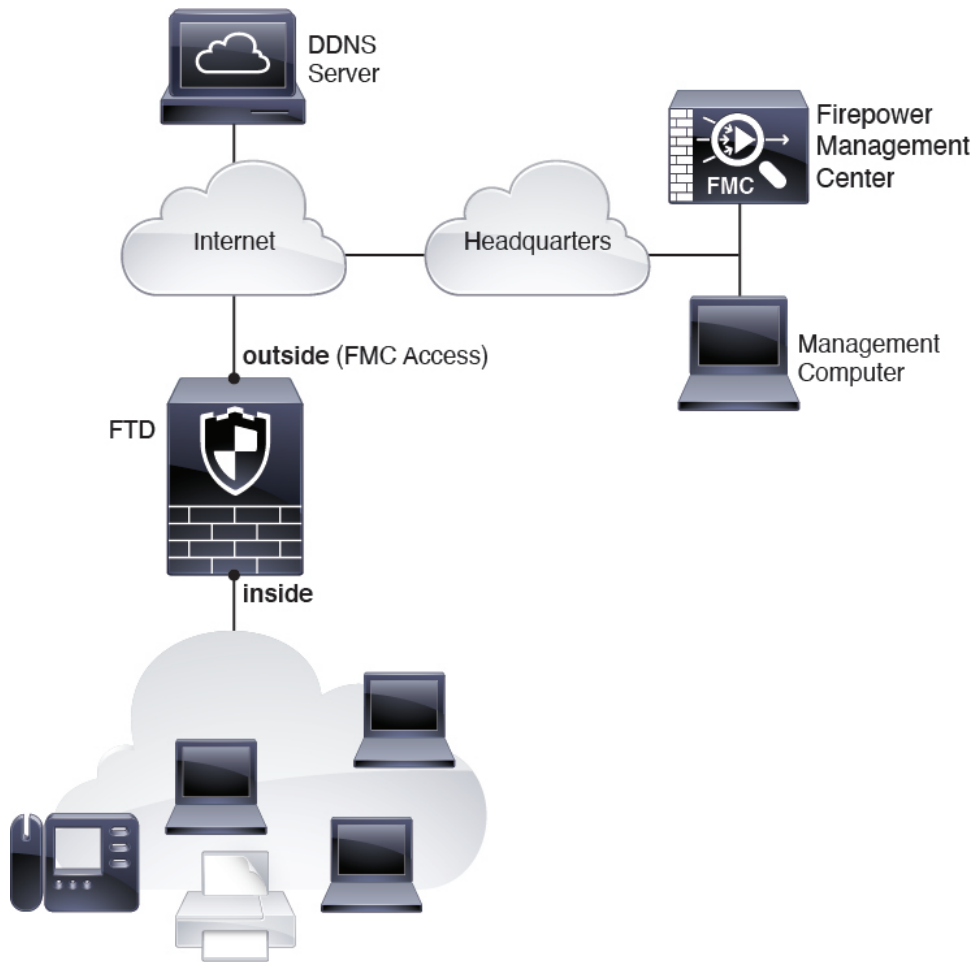 DDNS
Server
Firepower
Management
Center
FMC
Internet
Headquarters
Management
Computer
outside (FMC Access)
FTD
inside